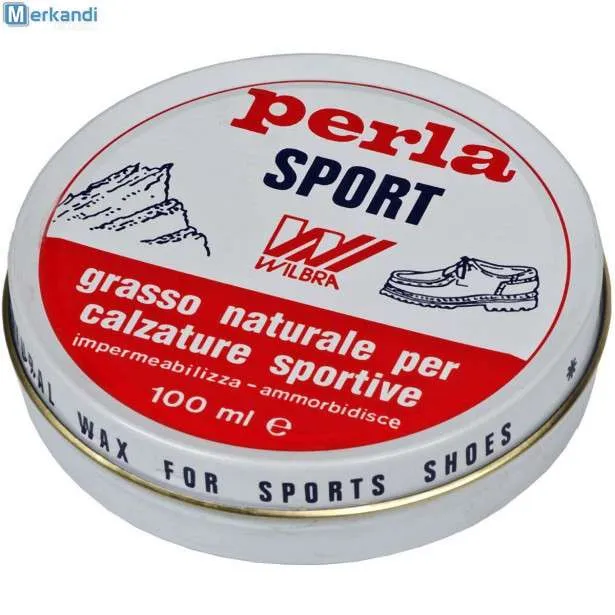 Merkandi
perla
SPORT
WILBRA
grasso naturale per
calzature sportive
impermeabilizza - ammorbidisce
100 ml e
WAX FOR SPORTS SHOES *